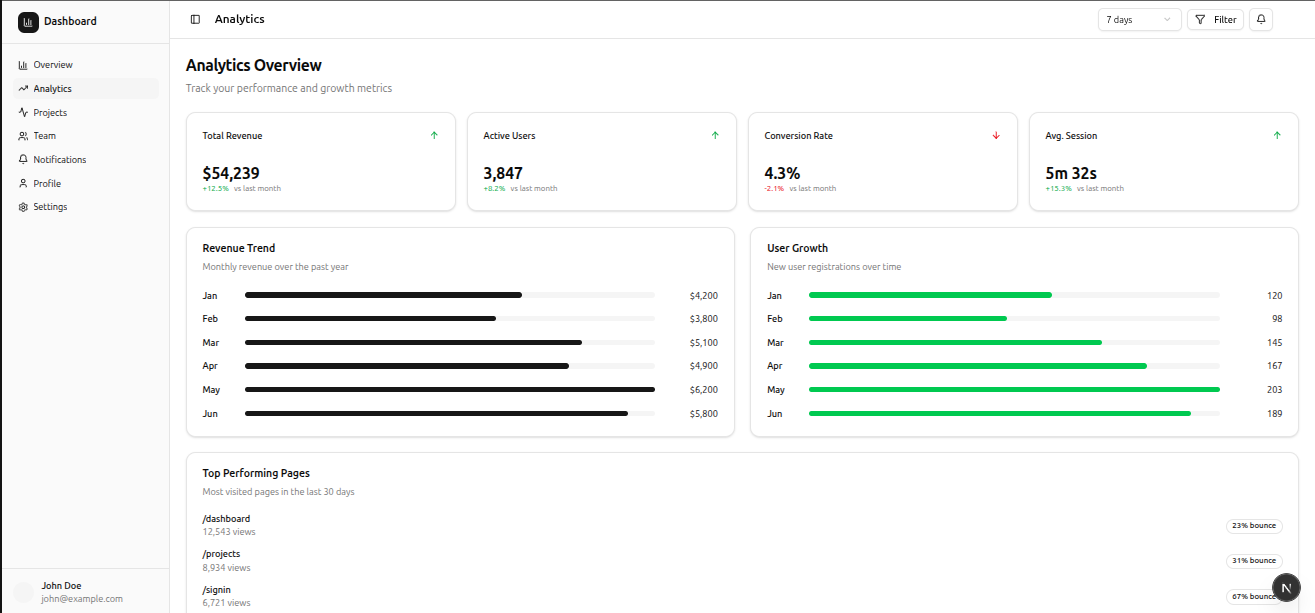 Dashboard
Overview
Analytics
Projects
Team
Notifications
Profile
Settings
John Doe
john@example.com
Analytics
7 days
Filter
Analytics Overview
Track your performance and growth metrics
Total Revenue
$54,239
+12.5% vs last month
Active Users
3,847
+8.2% vs last month
Conversion Rate
4.3%
-2.1% vs last month
Avg. Session
5m 32s
+15.3% vs last month
Revenue Trend
Monthly revenue over the past year
Jan $4,200
Feb $3,800
Mar $5,100
Apr $4,900
May $6,200
Jun $5,800
User Growth
New user registrations over time
Jan 120
Feb 98
Mar 145
Apr 167
May 203
Jun 189
Top Performing Pages
Most visited pages in the last 30 days
/dashboard
12,543 views
23% bounce
/projects
8,934 views
31% bounce
/signin
6,721 views
67% bounce
N